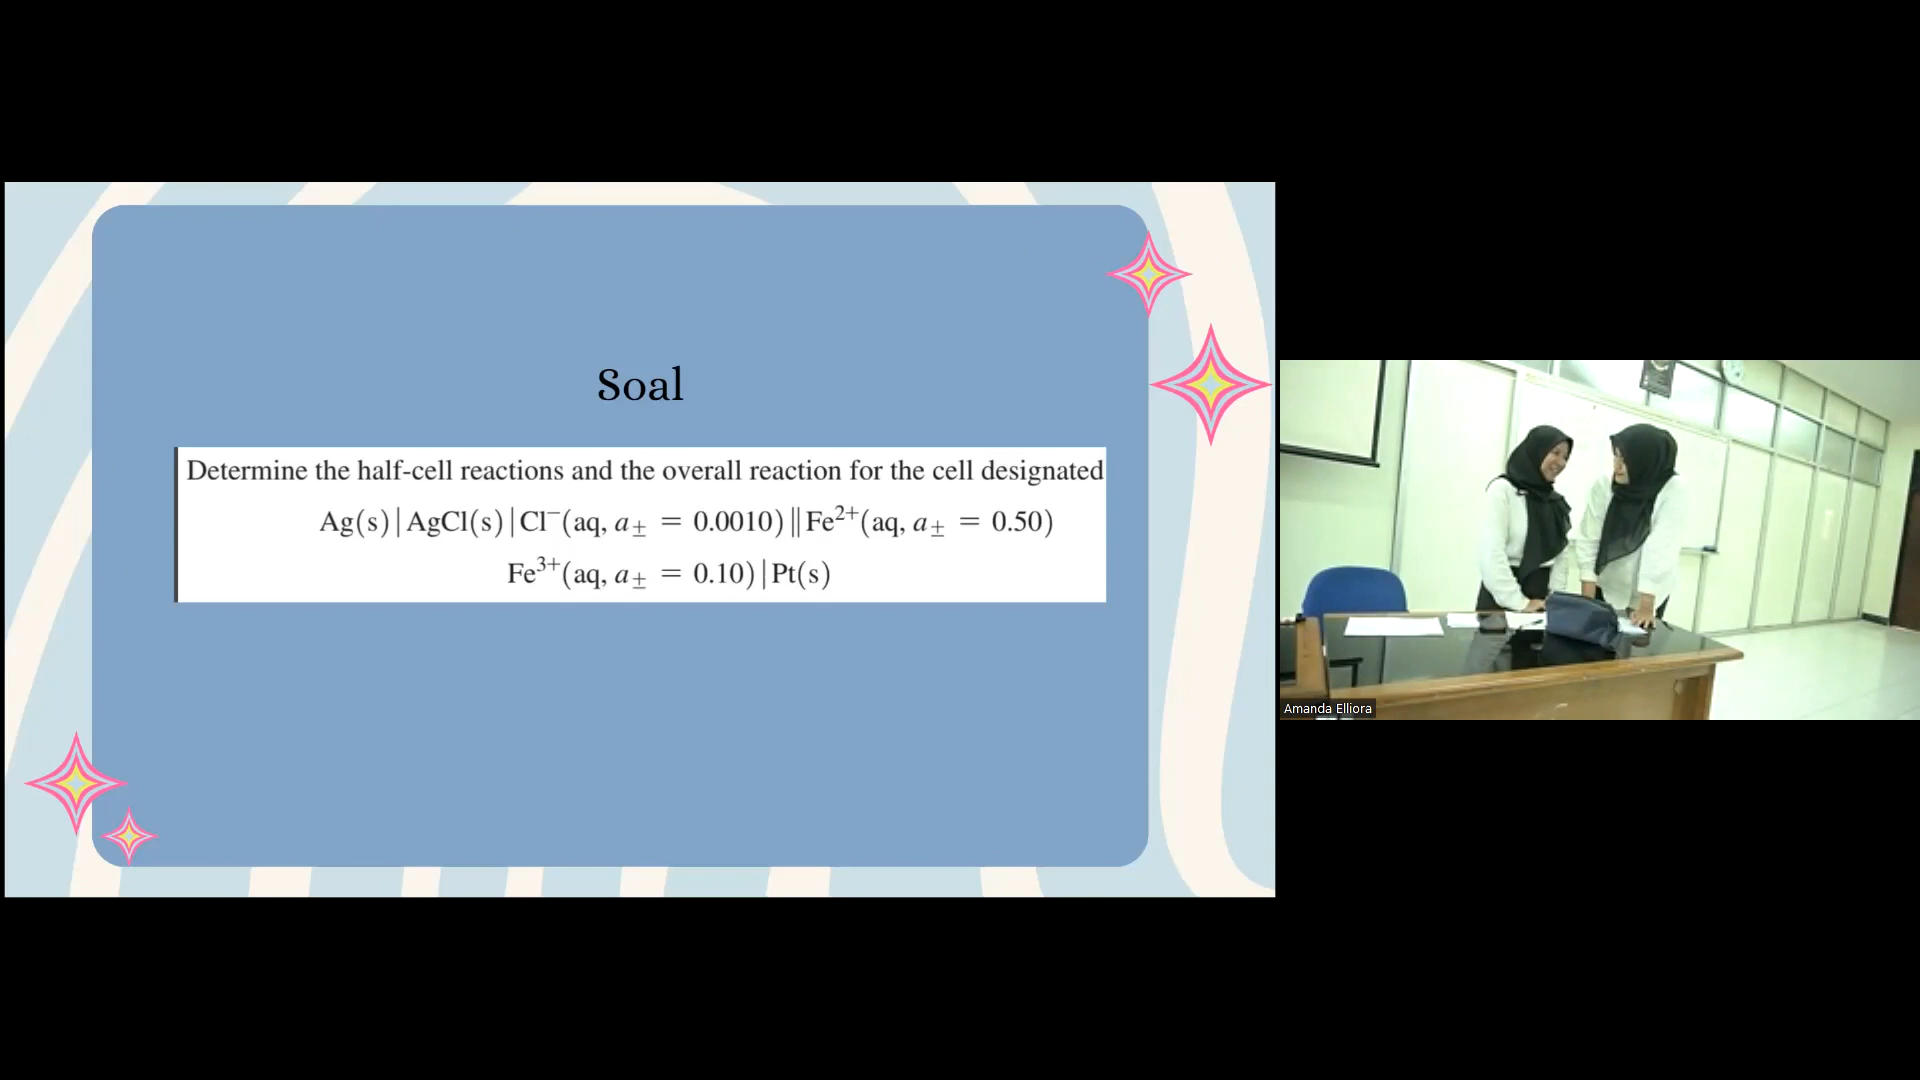 Soal
Determine the half-cell reactions and the overall reaction for the cell designated
Ag(s)|AgCl(s)|Cl⁻(aq, a± = 0.0010)||Fe²⁺(aq, a± = 0.50)
Fe³⁺(aq, a± = 0.10)|Pt(s)
Amanda Elliora